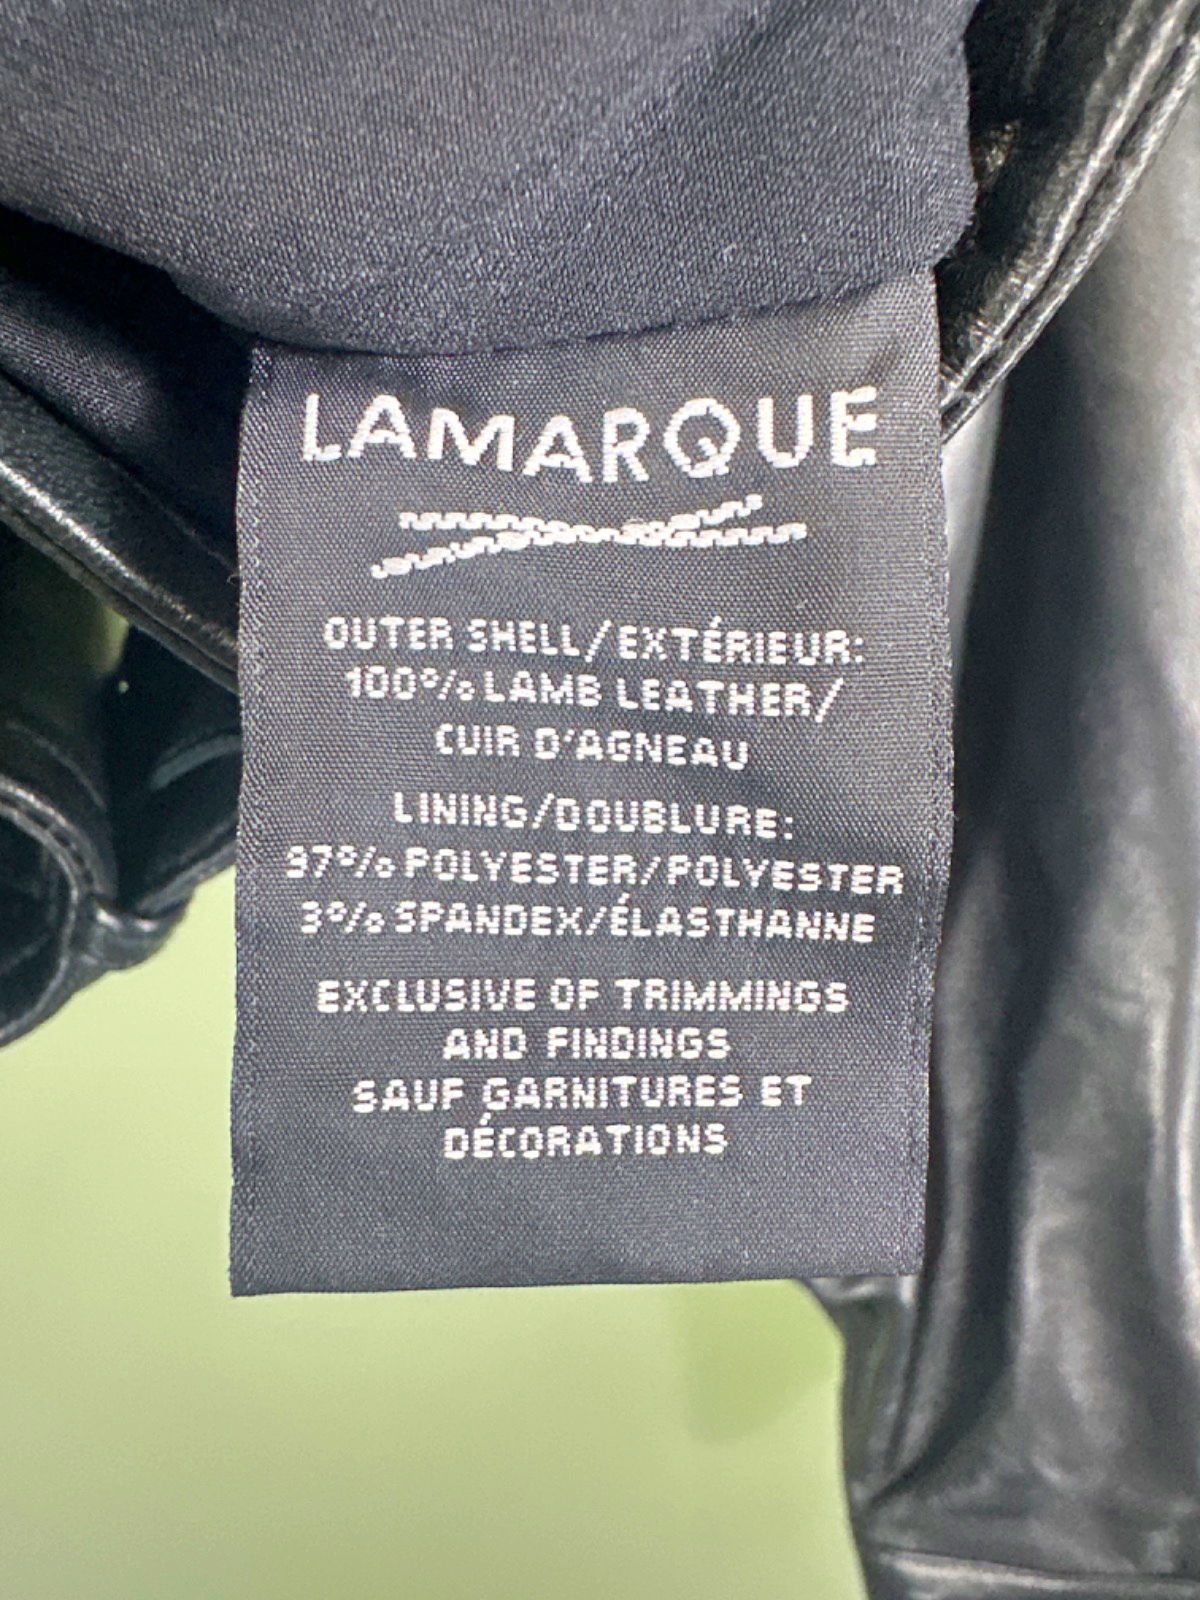 LAMARQUE
OUTER SHELL/EXTÉRIEUR:
100% LAMB LEATHER/
CUIR D'AGNEAU
LINING/DOUBLURE:
97% POLYESTER/POLYESTER
3% SPANDEX/ÉLASTHANNE
EXCLUSIVE OF TRIMMINGS
AND FINDINGS
SAUF GARNITURES ET
DÉCORATIONS